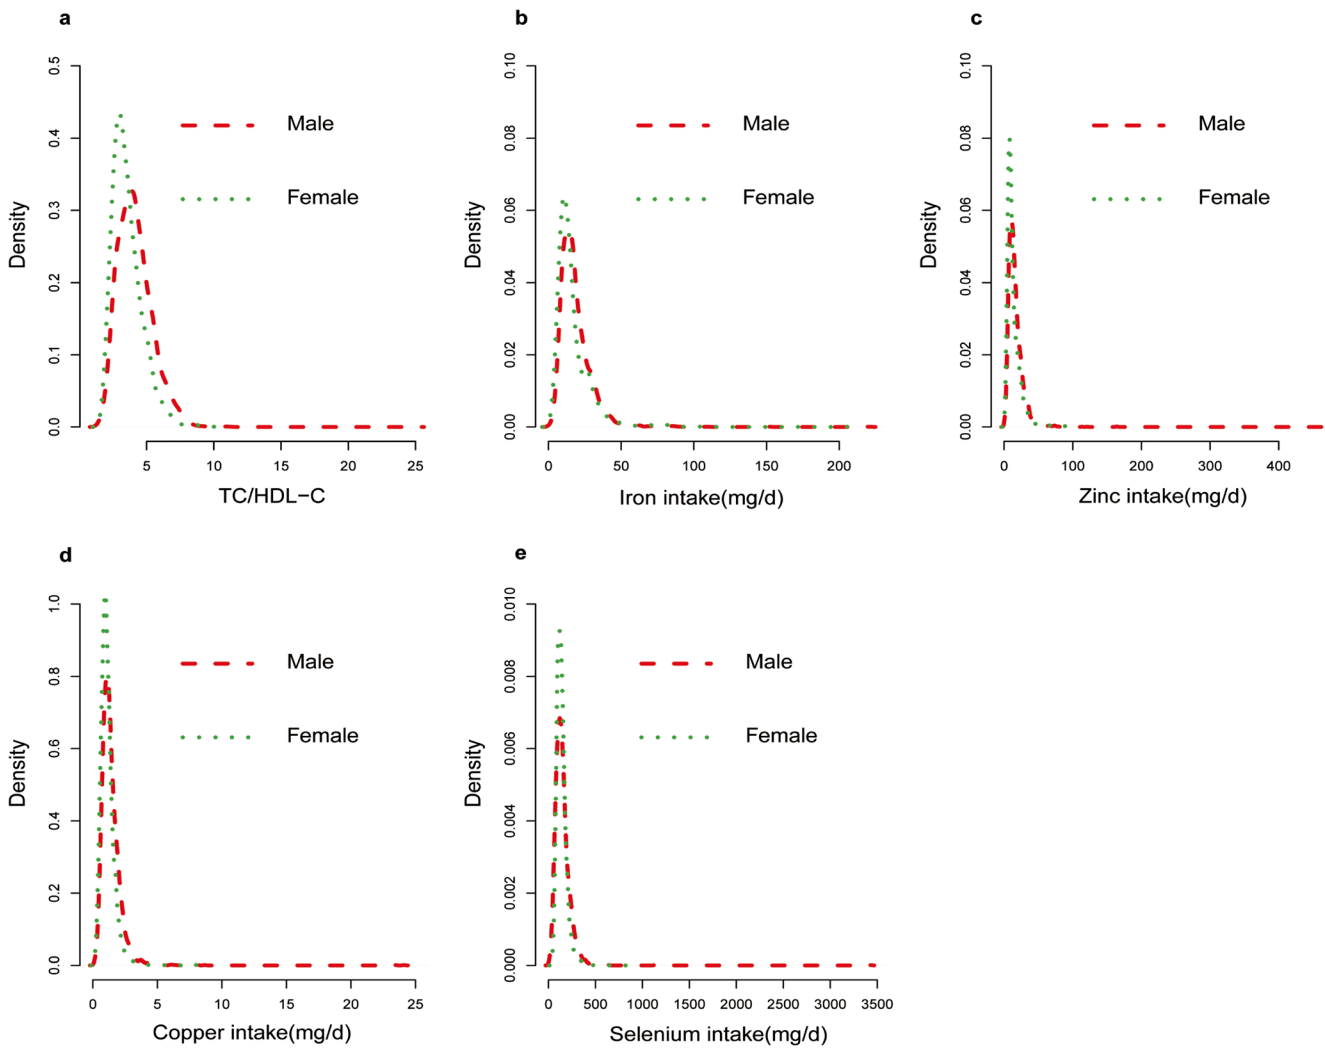 a
0.5
0.4
0.3
0.2
0.1
0.0
Density
Male
Female
5 10 15 20 25
TC/HDL−C
b
0.10
0.08
0.06
0.04
0.02
0.00
Density
Male
Female
0 50 100 150 200
Iron intake(mg/d)
c
0.10
0.08
0.06
0.04
0.02
0.00
Density
Male
Female
0 100 200 300 400
Zinc intake(mg/d)
d
1.0
0.8
0.6
0.4
0.2
0.0
Density
Male
Female
0 5 10 15 20 25
Copper intake(mg/d)
e
0.010
0.008
0.006
0.004
0.002
0.000
Density
Male
Female
0 500 1000 1500 2000 2500 3000 3500
Selenium intake(mg/d)